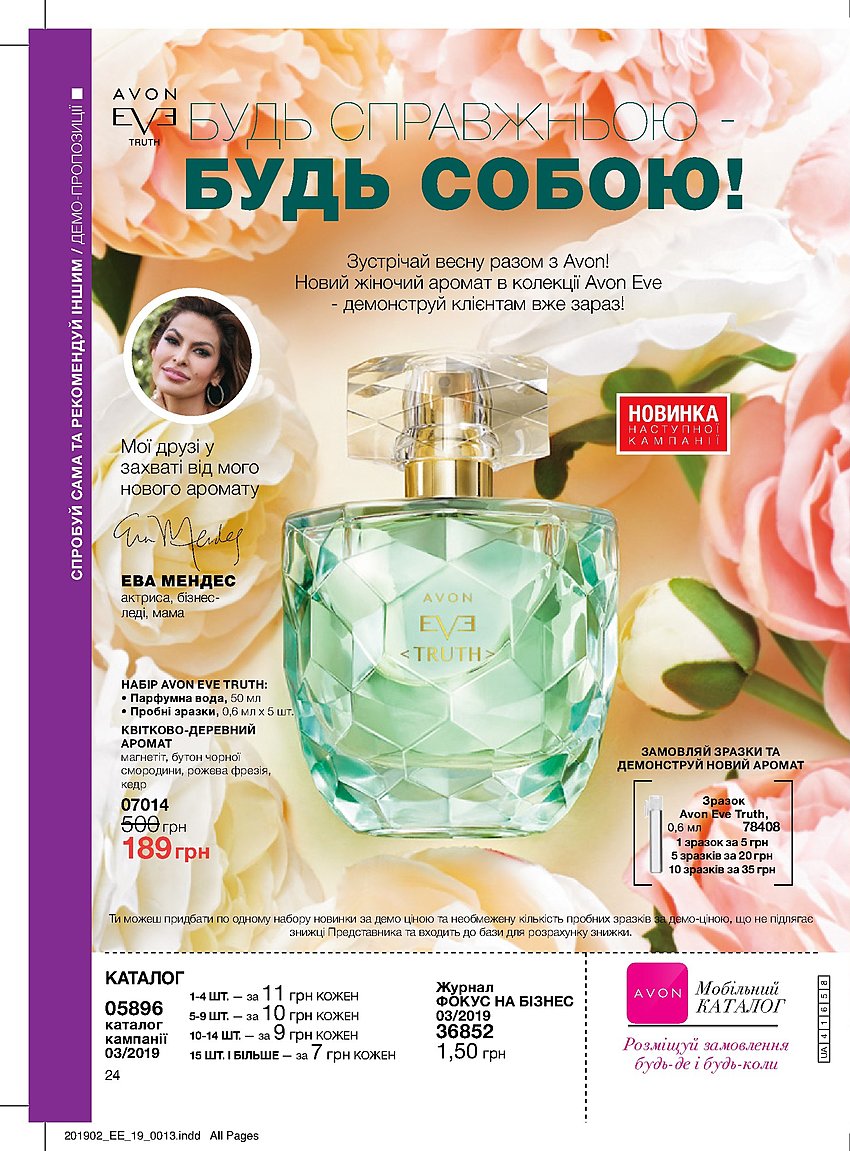 СПРОБУЙ САМА ТА РЕКОМЕНДУЙ ІНШИМ / ДЕМО-ПРОПОЗИЦІЇ
AVON
EVE
TRUTH
БУДЬ СПРАВЖНЬОЮ -
БУДЬ СОБОЮ!
Зустрічай весну разом з Avon!
Новий жіночий аромат в колекції Avon Eve
- демонструй клієнтам вже зараз!
НОВИНКА
НАСТУПНОЇ
КАМПАНІЇ
Мої друзі у
захваті від мого
нового аромату
Eva Mendes
ЕВА МЕНДЕС
актриса, бізнес-
леді, мама
AVON
EVE
<TRUTH>
НАБІР AVON EVE TRUTH:
• Парфумна вода, 50 мл
• Пробні зразки, 0,6 мл х 5 шт.
КВІТКОВО-ДЕРЕВНИЙ
АРОМАТ
магнетіт, бутон чорної
смородини, рожева фрезія,
кедр
07014
500 грн
189 грн
ЗАМОВЛЯЙ ЗРАЗКИ ТА
ДЕМОНСТРУЙ НОВИЙ АРОМАТ
Зразок
Avon Eve Truth,
0,6 мл 78408
1 зразок за 5 грн
5 зразків за 20 грн
10 зразків за 35 грн
Ти можеш придбати по одному набору новинки за демо ціною та необмежену кількість пробних зразків за демо-ціною, що не підлягає
знижці Представника та входить до бази для розрахунку знижки.
КАТАЛОГ
05896
каталог
кампанії
03/2019
1-4 ШТ. – за 11 грн КОЖЕН
5-9 ШТ. – за 10 грн КОЖЕН
10-14 ШТ. – за 9 грн КОЖЕН
15 ШТ. І БІЛЬШЕ – за 7 грн КОЖЕН
Журнал
ФОКУС НА БІЗНЕС
03/2019
36852
1,50 грн
AVON
Мобільний
КАТАЛОГ
Розміщуй замовлення
будь-де і будь-коли
UA 4 1 6 5 8
24
201902_EE_19_0013.indd All Pages